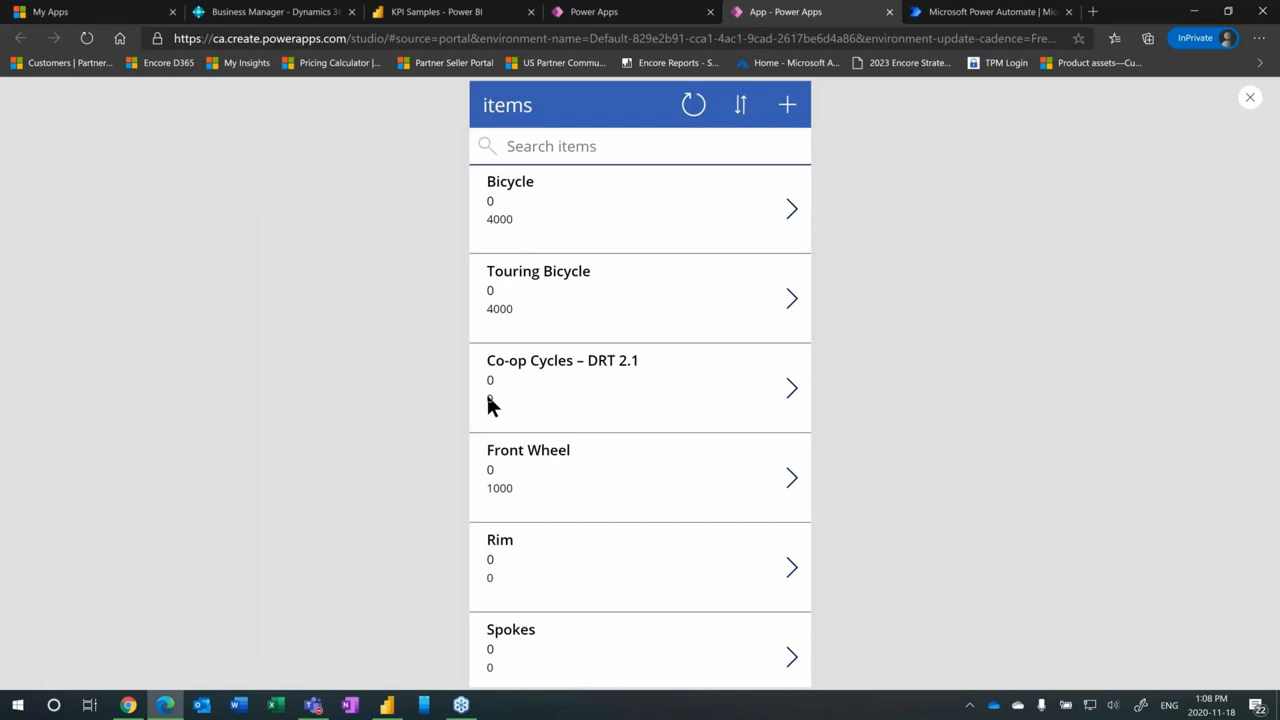 My Apps
Business Manager - Dynamics 3
KPI Samples - Power BI
Power Apps
App - Power Apps
Microsoft Power Automate | Mic
https://ca.create.powerapps.com/studio/#source=portal&environment-name=Default-829e2b91-cca1-4ac1-9cad-2617be6d4a86&environment-update-cadence=Fre...
InPrivate
Customers | Partner...
Encore D365
My Insights
Pricing Calculator |...
Partner Seller Portal
US Partner Commu...
Encore Reports - S...
Home - Microsoft A...
2023 Encore Strate...
TPM Login
Product assets—Cu...
items
Search items
Bicycle
0
4000
Touring Bicycle
0
4000
Co-op Cycles – DRT 2.1
0
Front Wheel
0
1000
Rim
0
0
Spokes
0
0
ENG
1:08 PM
2020-11-18
22